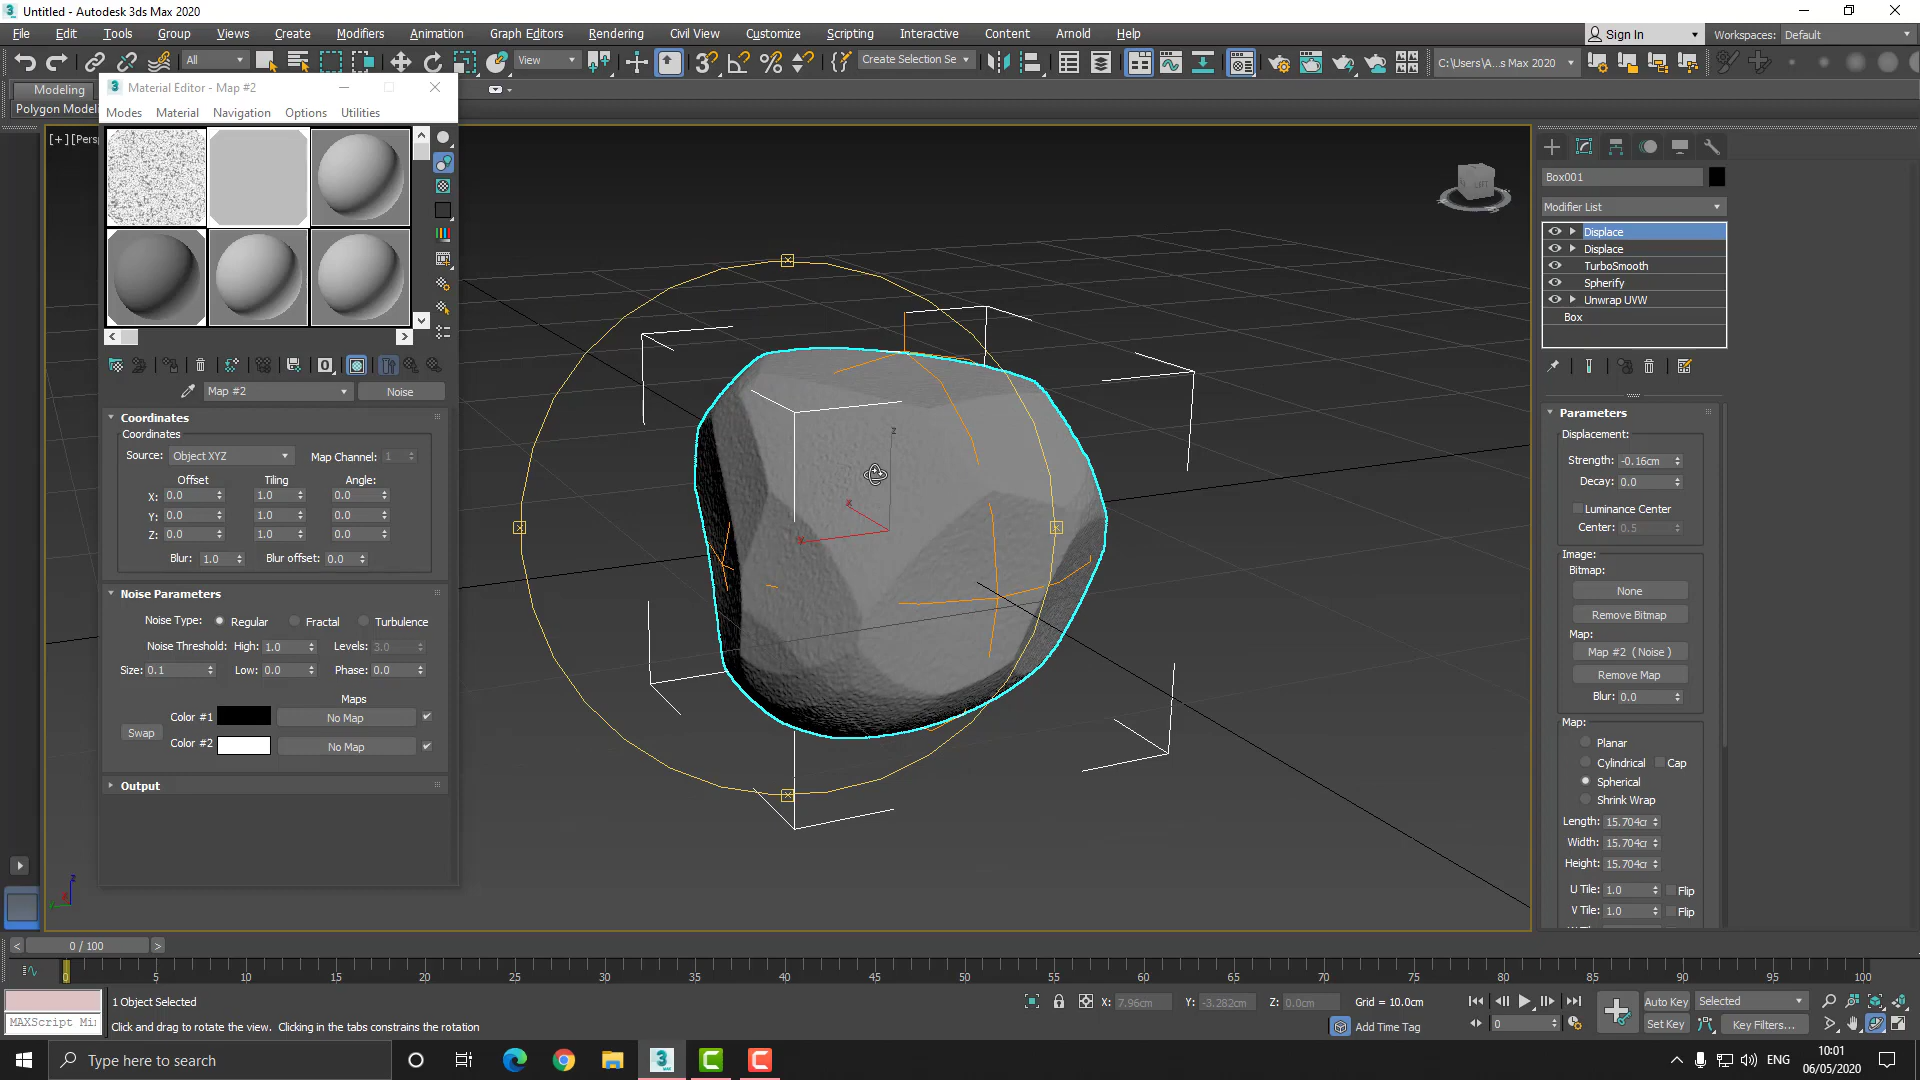 Untitled - Autodesk 3ds Max 2020
File Edit Tools Group Views Create Modifiers Animation Graph Editors Rendering Civil View Customize Scripting Interactive Content Arnold Help
Sign In
Workspaces: Default
All
View
Create Selection Se
C:\Users\A...s Max 2020
Modeling
Polygon Model
Material Editor - Map #2
Modes Material Navigation Options Utilities
[+][Pers
LEFT
Map #2
Noise
Coordinates
Coordinates
Source: Object XYZ Map Channel: 1
Offset Tiling Angle:
X: 0.0 1.0 0.0
Y: 0.0 1.0 0.0
Z: 0.0 1.0 0.0
Blur: 1.0 Blur offset: 0.0
Noise Parameters
Noise Type: Regular Fractal Turbulence
Noise Threshold: High: 1.0 Levels: 3.0
Size: 0.1 Low: 0.0 Phase: 0.0
Maps
Color #1 No Map
Swap
Color #2 No Map
Output
z
x
y
Box001
Modifier List
Displace
Displace
TurboSmooth
Spherify
Unwrap UVW
Box
Parameters
Displacement:
Strength: -0.16cm
Decay: 0.0
Luminance Center
Center: 0.5
Image:
Bitmap:
None
Remove Bitmap
Map:
Map #2 ( Noise )
Remove Map
Blur: 0.0
Map:
Planar
Cylindrical Cap
Spherical
Shrink Wrap
Length: 15.704cr
Width: 15.704cr
Height: 15.704cr
U Tile: 1.0 Flip
V Tile: 1.0 Flip
z
< 0 / 100 >
0 5 10 15 20 25 30 35 40 45 50 55 60 65 70 75 80 85 90 95 100
1 Object Selected
X: 7.96cm Y: -3.282cm Z: 0.0cm Grid = 10.0cm
Auto Key Selected
MAXScript Mi
Click and drag to rotate the view. Clicking in the tabs constrains the rotation
Add Time Tag
0
Set Key Key Filters...
Type here to search
3
MAX
C
C
ENG
10:01
06/05/2020